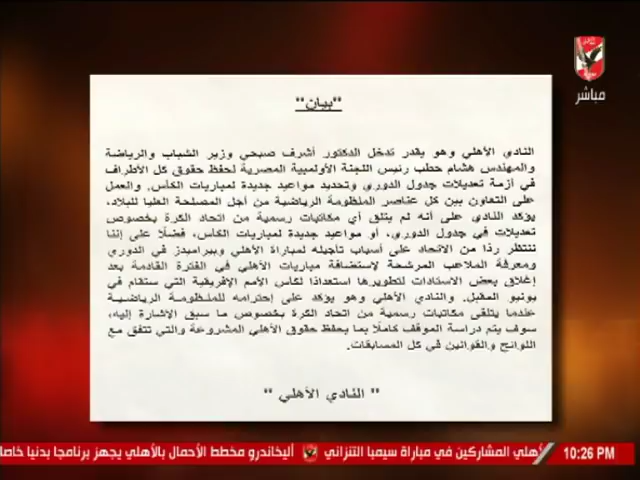 مباشر
"بيان"
النادي الأهلي وهو يقدر تدخل الدكتور أشرف صبحي وزير الشباب والرياضة
والمهندس هشام حطب رئيس اللجنة الأولمبية المصرية لحفظ حقوق كل الأطراف
في أزمة تعديلات جدول الدوري وتحديد مواعيد جديدة لمباريات الكأس. والعمل
على التعاون بين كل عناصر المنظومة الرياضية من أجل المصلحة العليا للبلاد،
يؤكد النادي على أنه لم يتلق أي مكاتبات رسمية من اتحاد الكرة بخصوص
تعديلات في جدول الدوري، أو مواعيد جديدة لمباريات الكأس، فضلًا على إننا
ننتظر ردًا من الاتحاد على أسباب تأجيله لمباراة الأهلي وبيراميدز في الدوري
ومعرفة الملاعب المرشحة لإستضافة مباريات الأهلي في الفترة القادمة بعد
إغلاق بعض الاستادات لتطويرها استعدادًا لكأس الأمم الإفريقية التي ستقام في
يونيو المقبل. والنادي الأهلي وهو يؤكد على إحترامه للمنظومة الرياضية
عندما يتلقى مكاتبات رسمية من اتحاد الكرة بخصوص ما سبق الإشارة إليه،
سوف يتم دراسة الموقف كاملًا بما يحفظ حقوق الأهلي المشروعة والتي تتفق مع
اللوائح والقوانين في كل المسابقات.
" النادي الأهلي "
10:26 PM لأهلي المشاركين في مباراة سيمبا التنزاني أليخاندرو مخطط الأحمال بالأهلي يجهز برنامجا بدنيا خاصا